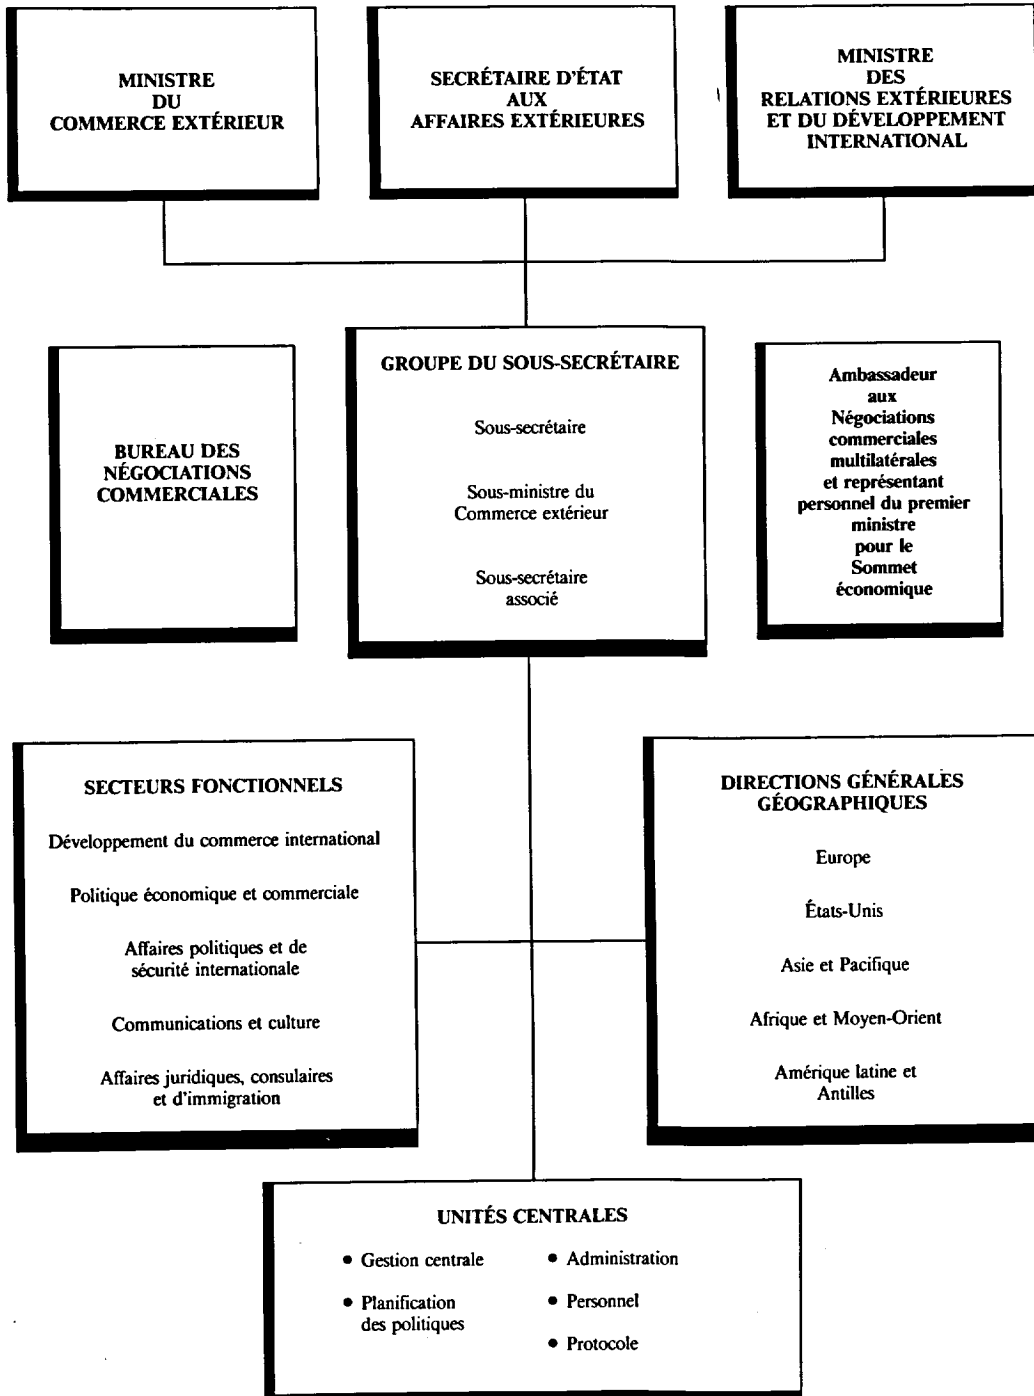 MINISTRE
DU
COMMERCE EXTÉRIEUR
SECRÉTAIRE D'ÉTAT
AUX
AFFAIRES EXTÉRIEURES
MINISTRE
DES
RELATIONS EXTÉRIEURES
ET DU DÉVELOPPEMENT
INTERNATIONAL
BUREAU DES
NÉGOCIATIONS
COMMERCIALES
GROUPE DU SOUS-SECRÉTAIRE
Sous-secrétaire
Sous-ministre du
Commerce extérieur
Sous-secrétaire
associé
Ambassadeur
aux
Négociations
commerciales
multilatérales
et représentant
personnel du premier
ministre
pour le
Sommet
économique
SECTEURS FONCTIONNELS
Développement du commerce international
Politique économique et commerciale
Affaires politiques et de
sécurité internationale
Communications et culture
Affaires juridiques, consulaires
et d'immigration
DIRECTIONS GÉNÉRALES
GÉOGRAPHIQUES
Europe
États-Unis
Asie et Pacifique
Afrique et Moyen-Orient
Amérique latine et
Antilles
UNITÉS CENTRALES
• Gestion centrale
• Planification
des politiques
• Administration
• Personnel
• Protocole